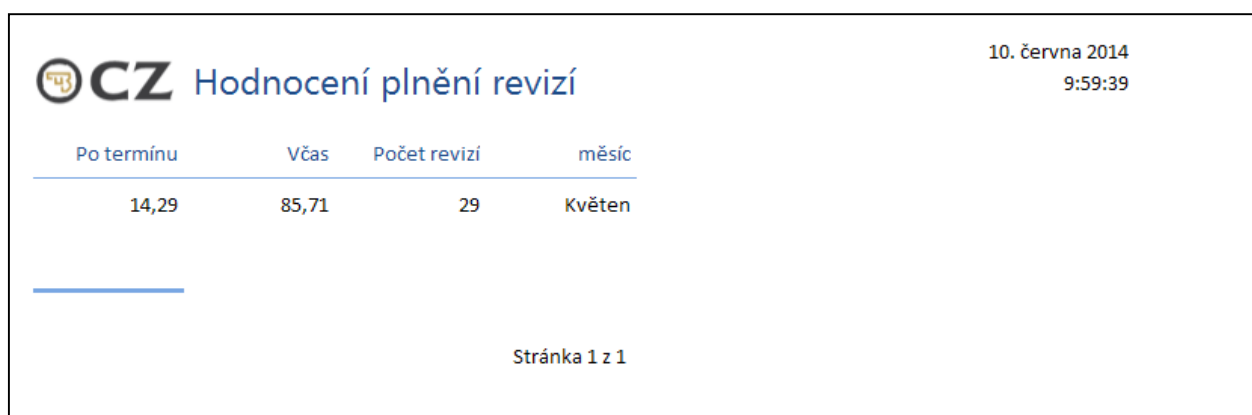 CZ Hodnocení plnění revizí
10. června 2014
9:59:39
Po termínu Včas Počet revizí měsíc
14,29 85,71 29 Květen
Stránka 1 z 1